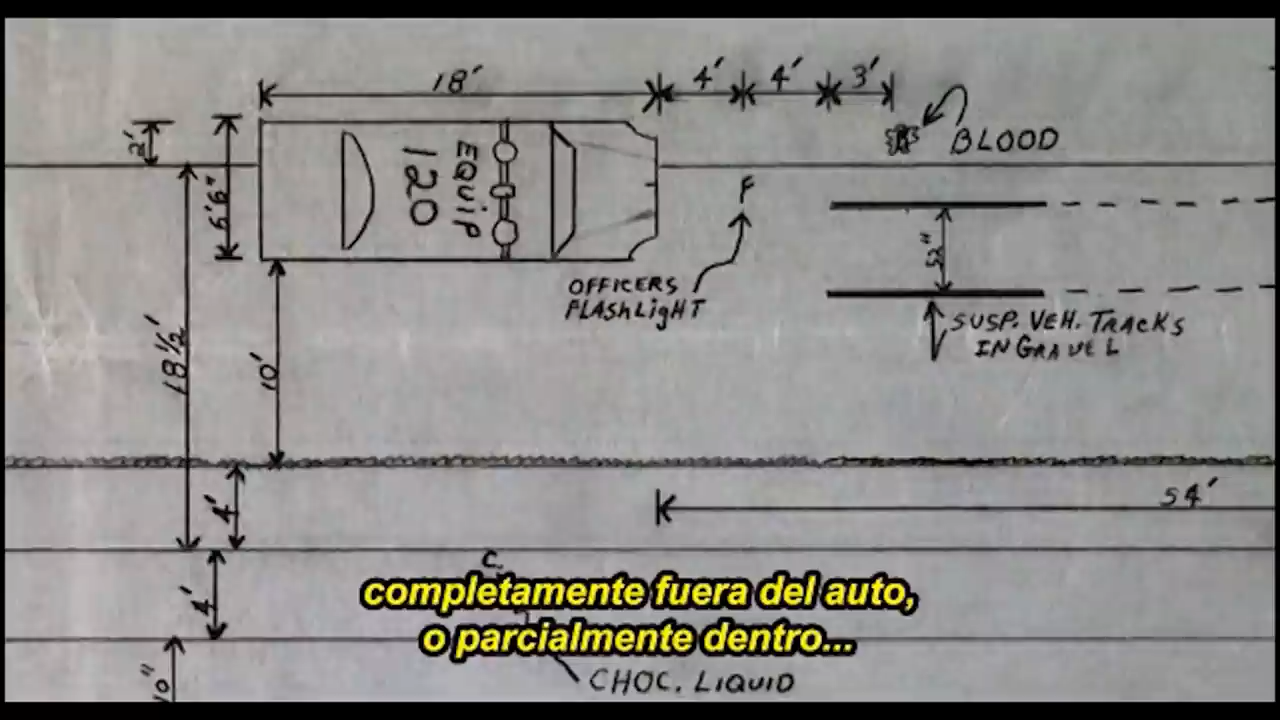 18'
4'
4'
3'
2'
BLOOD
EQUIP
120
F
6'6"
52"
OFFICERS
FLASHLIGHT
SUSP. VEH. TRACKS
IN GRAVEL
18½'
10'
54'
4'
C.
completamente fuera del auto,
4'
o parcialmente dentro...
CHOC. LIQUID
10"